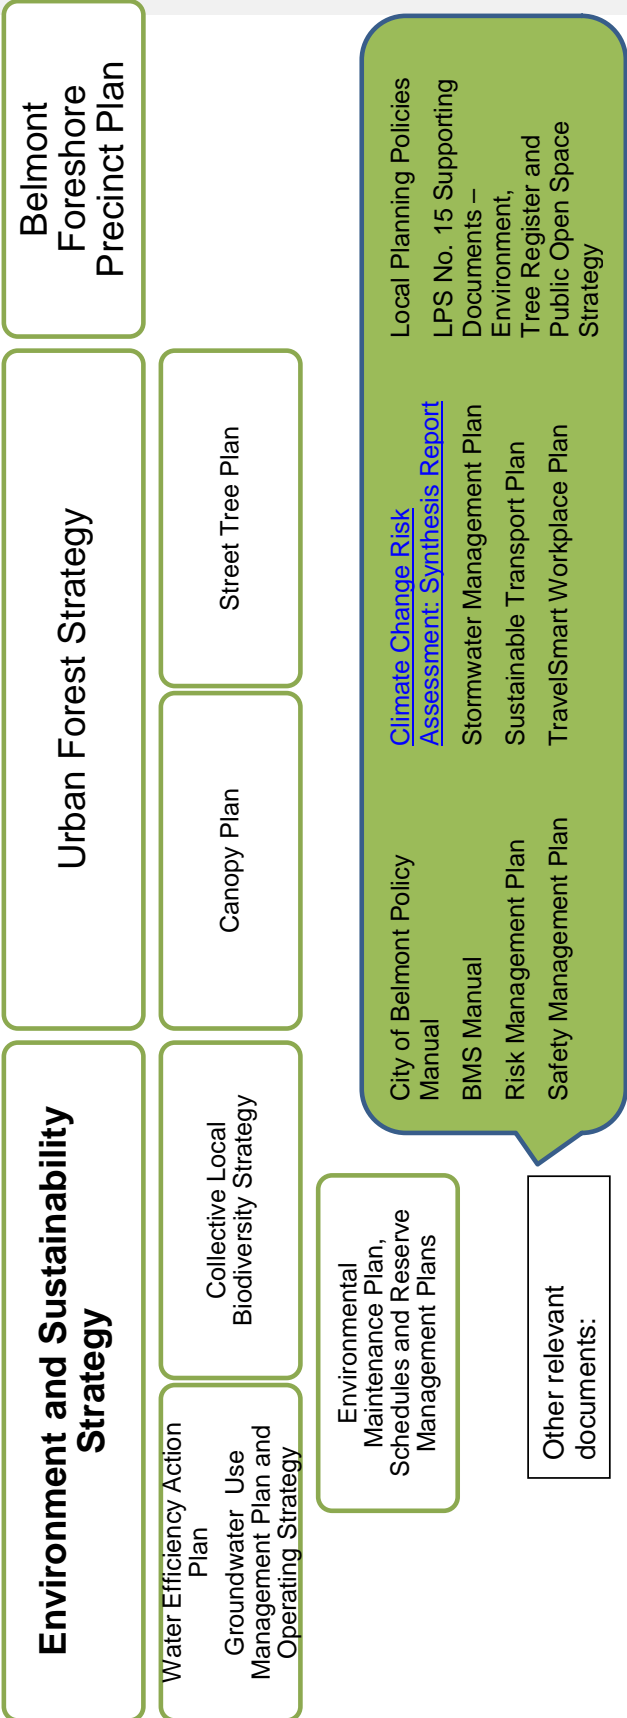 Environment and Sustainability
Strategy
Urban Forest Strategy
Belmont
Foreshore
Precinct Plan
Water Efficiency Action
Plan
Groundwater Use
Management Plan and
Operating Strategy
Collective Local
Biodiversity Strategy
Canopy Plan
Street Tree Plan
Environmental
Maintenance Plan,
Schedules and Reserve
Management Plans
Other relevant
documents:
City of Belmont Policy
Manual
BMS Manual
Risk Management Plan
Safety Management Plan
Climate Change Risk
Assessment: Synthesis Report
Stormwater Management Plan
Sustainable Transport Plan
TravelSmart Workplace Plan
Local Planning Policies
LPS No. 15 Supporting
Documents –
Environment,
Tree Register and
Public Open Space
Strategy